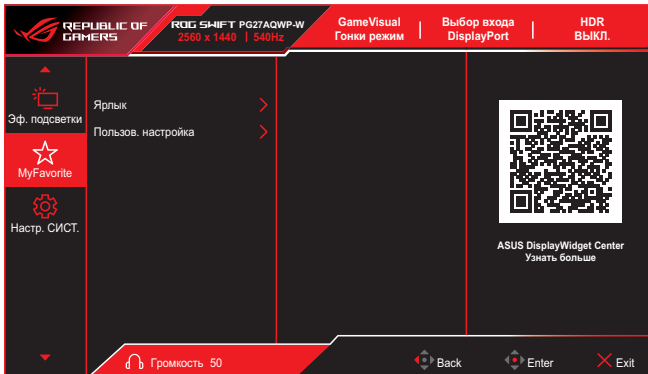 REPUBLIC OF
GAMERS
ROG SWIFT PG27AQWP-W
2560 x 1440 | 540Hz
GameVisual
Гонки режим
Выбор входа
DisplayPort
HDR
ВЫКЛ.
Эф. подсветки
MyFavorite
Настр. СИСТ.
Ярлык
Пользов. настройка
ASUS DisplayWidget Center
Узнать больше
Громкость 50
Back
Enter
Exit